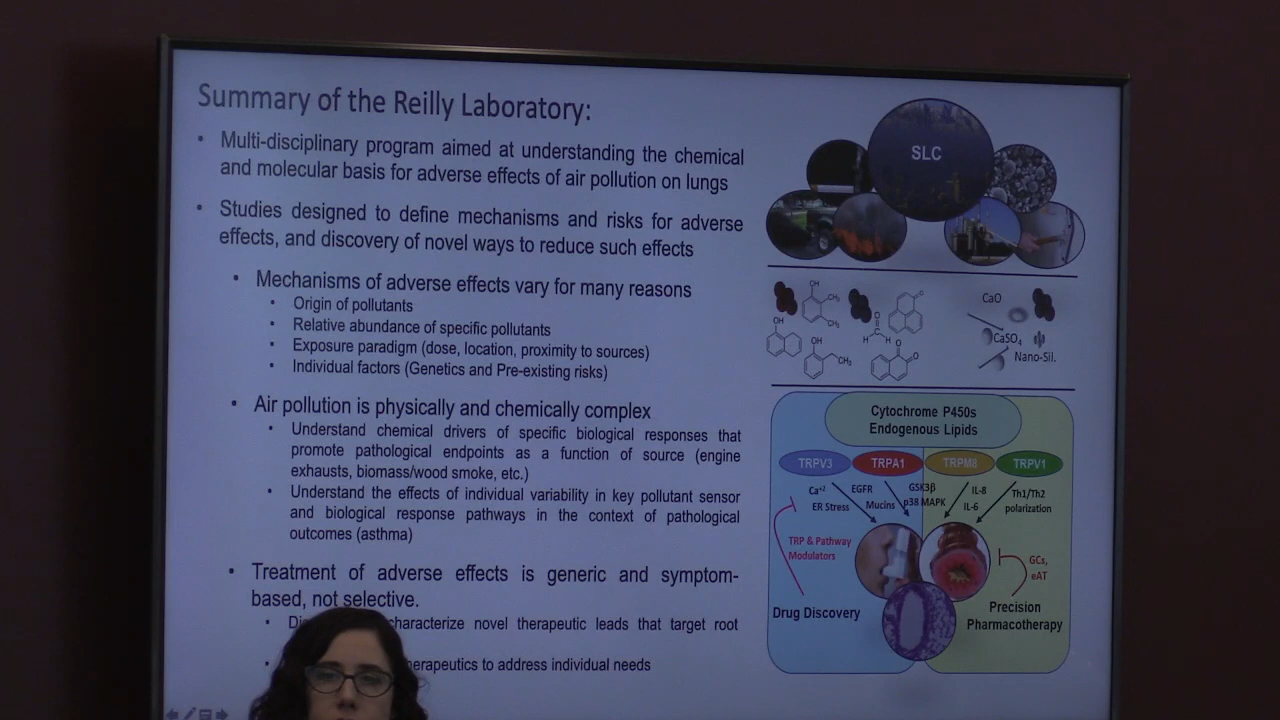 Summary of the Reilly Laboratory:
• Multi-disciplinary program aimed at understanding the chemical
and molecular basis for adverse effects of air pollution on lungs
• Studies designed to define mechanisms and risks for adverse
effects, and discovery of novel ways to reduce such effects
• Mechanisms of adverse effects vary for many reasons
• Origin of pollutants
• Relative abundance of specific pollutants
• Exposure paradigm (dose, location, proximity to sources)
• Individual factors (Genetics and Pre-existing risks)
• Air pollution is physically and chemically complex
• Understand chemical drivers of specific biological responses that
promote pathological endpoints as a function of source (engine
exhausts, biomass/wood smoke, etc.)
• Understand the effects of individual variability in key pollutant sensor
and biological response pathways in the context of pathological
outcomes (asthma)
• Treatment of adverse effects is generic and symptom-
based, not selective.
• characterize novel therapeutic leads that target root
• to address individual needs
SLC
OH
CH₃
CH₃
O
H H
O
OH
OH
CH₃
O
O
CaO
CaSO₄
Nano-Sil.
Cytochrome P450s
Endogenous Lipids
TRPV3
TRPA1
TRPM8
TRPV1
Ca⁺²
ER Stress
EGFR
Mucins
GSK3β
p38 MAPK
IL-8
IL-6
Th1/Th2
polarization
TRP & Pathway
Modulators
GCs,
eAT
Drug Discovery
Precision
Pharmacotherapy